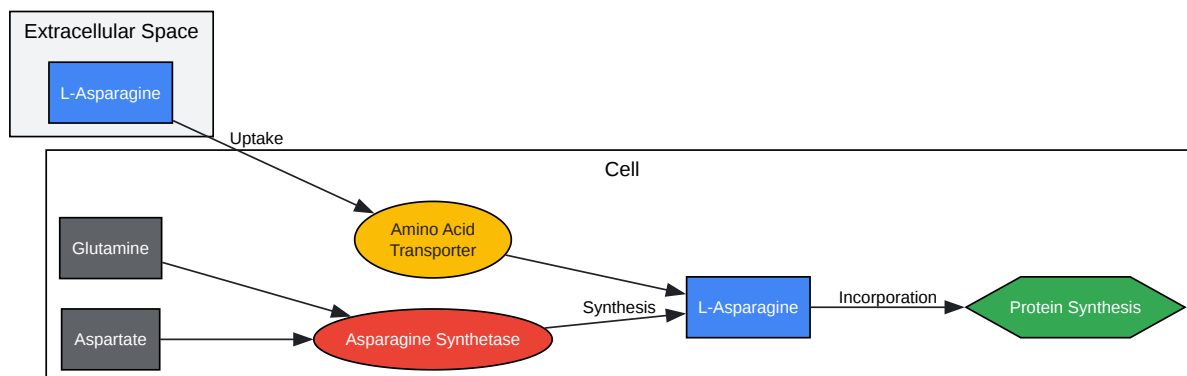 Extracellular Space
L-Asparagine
Uptake
Cell
Glutamine
Amino Acid
Transporter
Aspartate
Asparagine Synthetase
Synthesis
L-Asparagine
Incorporation
Protein Synthesis